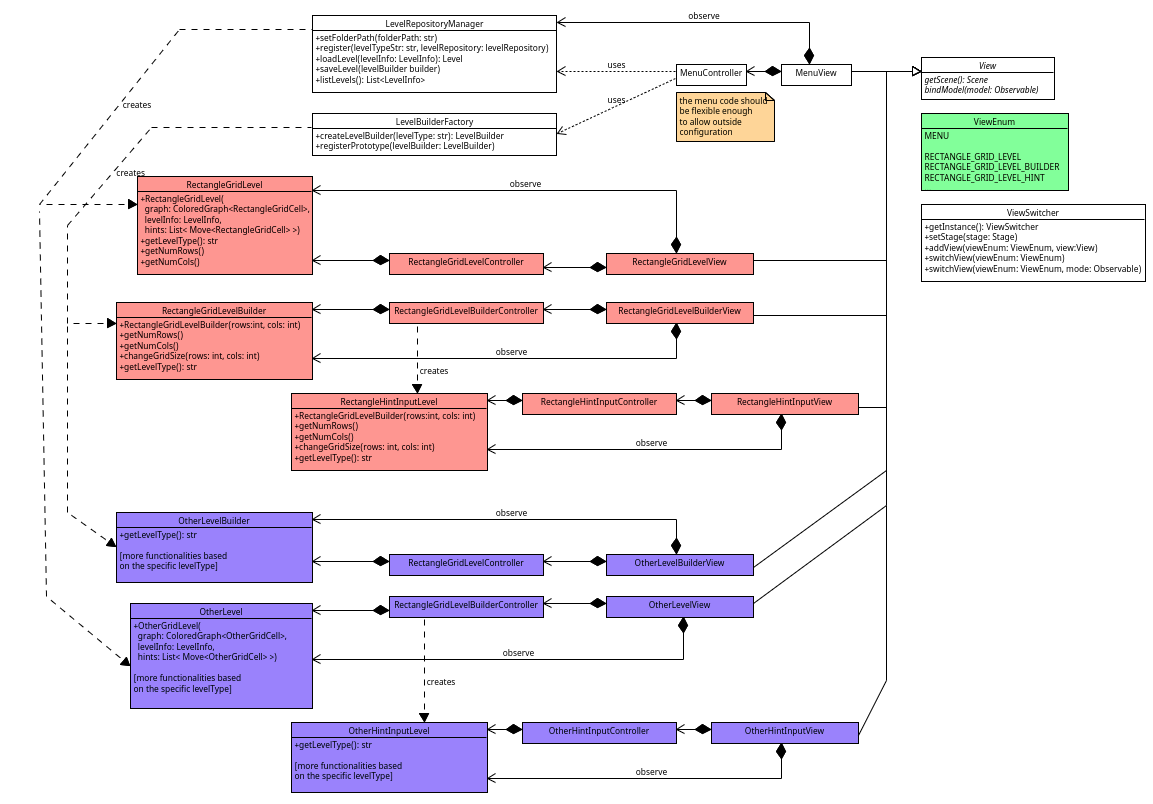 LevelRepositoryManager
+setFolderPath(folderPath: str)
+register(levelTypeStr: str, levelRepository: levelRepository)
+loadLevel(levelInfo: LevelInfo): Level
+saveLevel(levelBuilder builder)
+listLevels(): List<LevelInfo>
observe
uses
MenuController
MenuView
View
getScene(): Scene
bindModel(model: Observable)
creates
uses
the menu code should
be flexible enough
to allow outside
configuration
LevelBuilderFactory
+createLevelBuilder(levelType: str): LevelBuilder
+registerPrototype(levelBuilder: LevelBuilder)
ViewEnum
MENU
RECTANGLE_GRID_LEVEL
RECTANGLE_GRID_LEVEL_BUILDER
RECTANGLE_GRID_LEVEL_HINT
creates
RectangleGridLevel
+RectangleGridLevel(
graph: ColoredGraph<RectangleGridCell>,
levelInfo: LevelInfo,
hints: List< Move<RectangleGridCell> >)
+getLevelType(): str
+getNumRows()
+getNumCols()
observe
RectangleGridLevelController
RectangleGridLevelView
ViewSwitcher
+getInstance(): ViewSwitcher
+setStage(stage: Stage)
+addView(viewEnum: ViewEnum, view:View)
+switchView(viewEnum: ViewEnum)
+switchView(viewEnum: ViewEnum, mode: Observable)
RectangleGridLevelBuilder
+RectangleGridLevelBuilder(rows:int, cols: int)
+getNumRows()
+getNumCols()
+changeGridSize(rows: int, cols: int)
+getLevelType(): str
RectangleGridLevelBuilderController
RectangleGridLevelBuilderView
observe
creates
RectangleHintInputLevel
+RectangleGridLevelBuilder(rows:int, cols: int)
+getNumRows()
+getNumCols()
+changeGridSize(rows: int, cols: int)
+getLevelType(): str
RectangleHintInputController
RectangleHintInputView
observe
OtherLevelBuilder
+getLevelType(): str
[more functionalities based
on the specific levelType]
observe
RectangleGridLevelController
OtherLevelBuilderView
OtherLevel
+OtherGridLevel(
graph: ColoredGraph<OtherGridCell>,
levelInfo: LevelInfo,
hints: List< Move<OtherGridCell> >)
[more functionalities based
on the specific levelType]
RectangleGridLevelBuilderController
OtherLevelView
observe
creates
OtherHintInputLevel
+getLevelType(): str
[more functionalities based
on the specific levelType]
OtherHintInputController
OtherHintInputView
observe